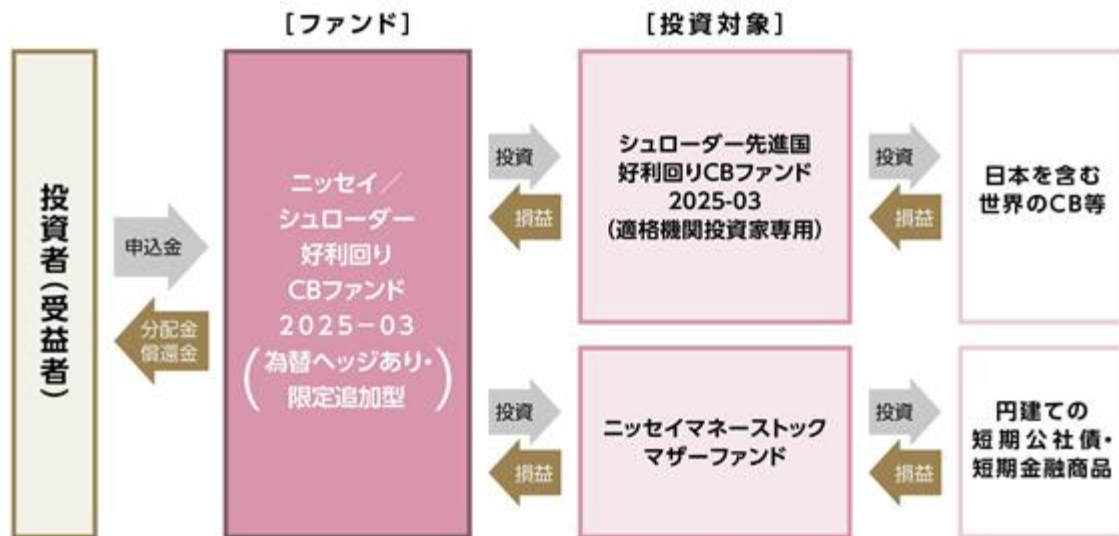 [ファンド]
[投資対象]
投資者(受益者)
申込金
分配金
償還金
ニッセイ／
シュローダー
好利回り
CBファンド
2025－03
(為替ヘッジあり・
限定追加型)
投資
損益
シュローダー先進国
好利回りCBファンド
2025-03
(適格機関投資家専用)
投資
損益
日本を含む
世界のCB等
投資
損益
ニッセイマネーストック
マザーファンド
投資
損益
円建ての
短期公社債・
短期金融商品